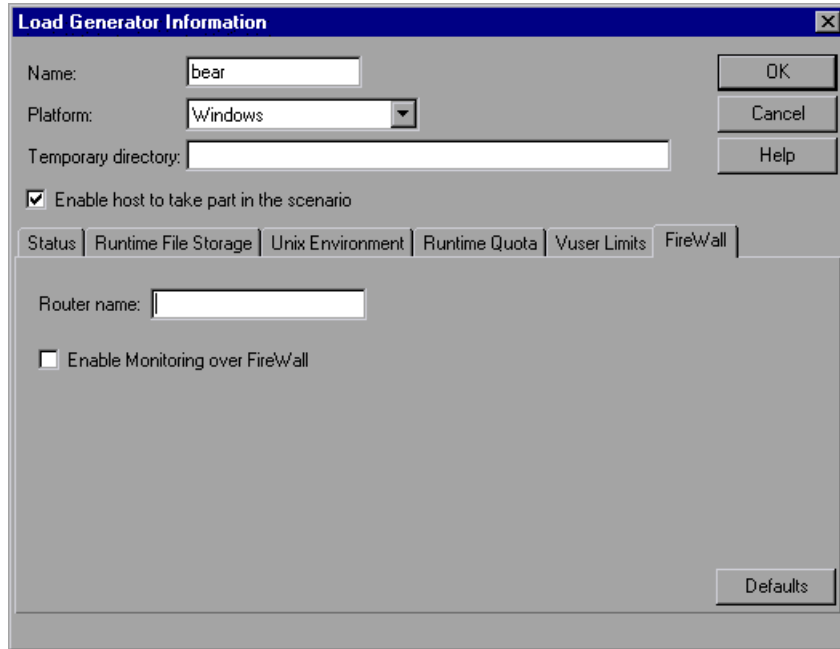 Load Generator Information
Name: bear OK
Platform: Windows Cancel
Temporary directory: Help
Enable host to take part in the scenario
Status Runtime File Storage Unix Environment Runtime Quota Vuser Limits FireWall
Router name:
Enable Monitoring over FireWall
Defaults